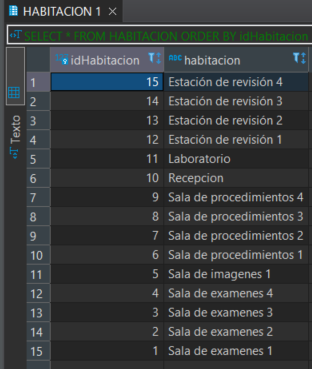 HABITACION 1 ×
SELECT * FROM HABITACION ORDER BY idHabitacion
Texto
idHabitacion habitacion
1 15 Estación de revisión 4
2 14 Estación de revisión 3
3 13 Estación de revisión 2
4 12 Estación de revisión 1
5 11 Laboratorio
6 10 Recepcion
7 9 Sala de procedimientos 4
8 8 Sala de procedimientos 3
9 7 Sala de procedimientos 2
10 6 Sala de procedimientos 1
11 5 Sala de imagenes 1
12 4 Sala de examenes 4
13 3 Sala de examenes 3
14 2 Sala de examenes 2
15 1 Sala de examenes 1